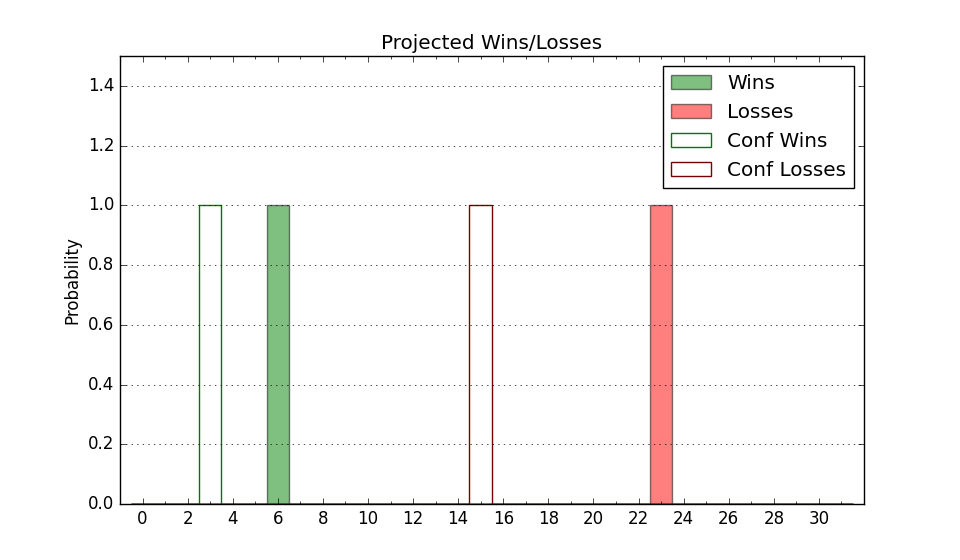 Projected Wins/Losses
Wins
Losses
Conf Wins
Conf Losses
Probability
1.4
1.2
1.0
0.8
0.6
0.4
0.2
0.0
0 2 4 6 8 10 12 14 16 18 20 22 24 26 28 30